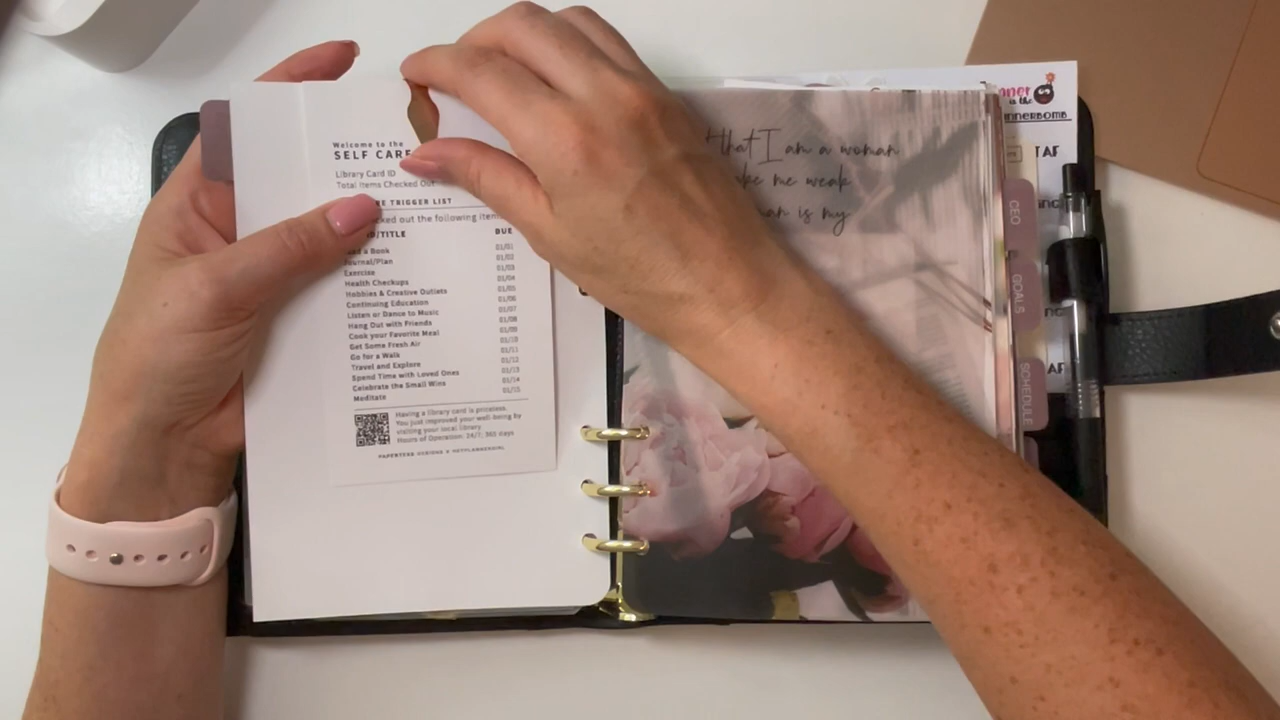 Welcome to the
SELF CARE
Library Card ID
Total Items Checked Out
TRIGGER LIST
the following items
ID/TITLE DUE
a Book 01/01
Journal/Plan 01/02
Exercise 01/03
Health Checkups 01/04
Hobbies & Creative Outlets 01/05
Continuing Education 01/06
Listen or Dance to Music 01/07
Hang Out with Friends 01/08
Cook your Favorite Meal 01/09
Get Some Fresh Air 01/10
Go for a Walk 01/11
Travel and Explore 01/12
Spend Time with Loved Ones 01/13
Celebrate the Small Wins 01/14
Meditate 01/15
Having a library card is priceless.
You just improved your well-being by
visiting your local library
Hours of Operation: 24/7; 365 days
that I am a woman
me weak
is my
is the
CEO
GOALS
SCHEDULE
AF
AF